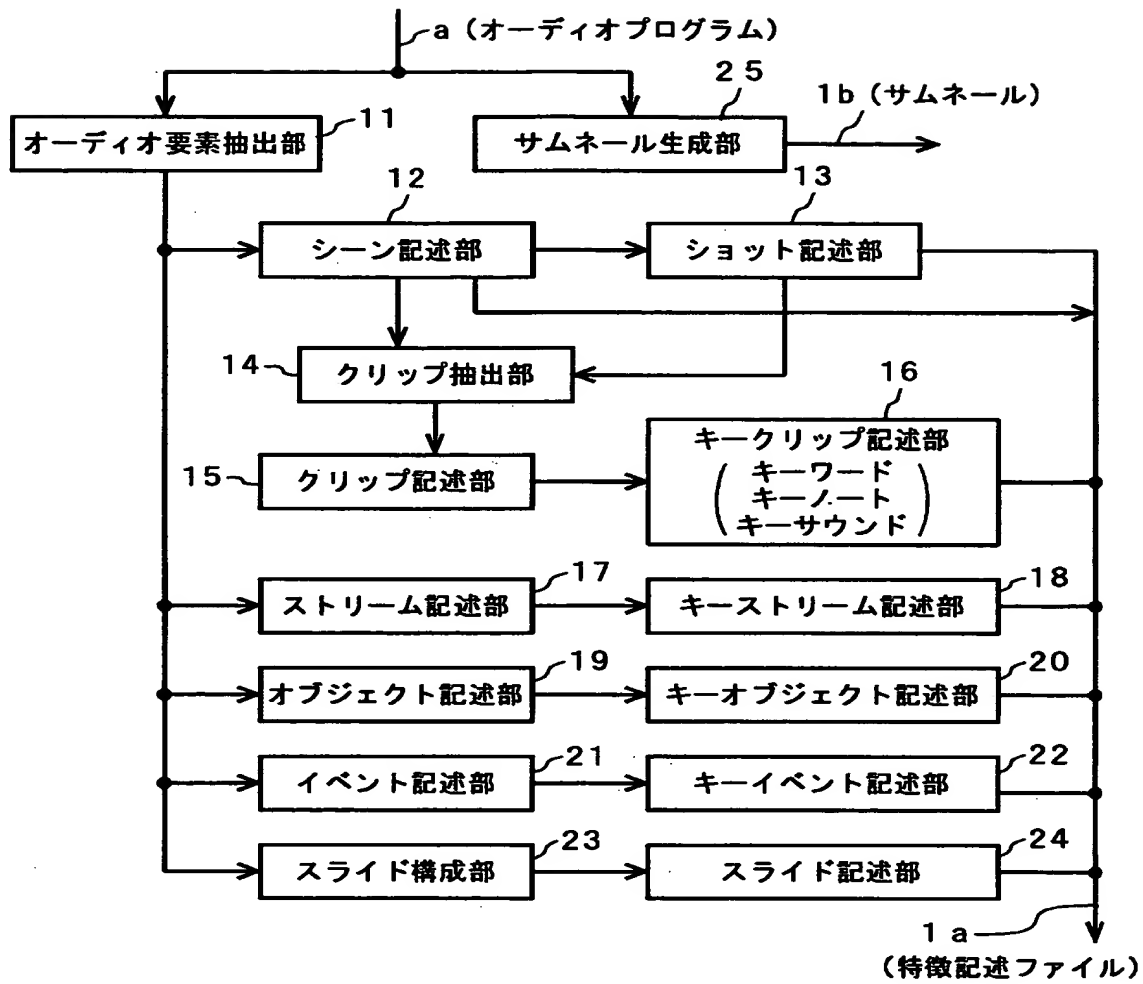 a（オーディオプログラム）
25
1b（サムネール）
11
オーディオ要素抽出部
サムネール生成部
12
13
シーン記述部
ショット記述部
14
クリップ抽出部
16
キークリップ記述部
キーワード
キーノート
キーサウンド
15
クリップ記述部
17
18
ストリーム記述部
キーストリーム記述部
19
20
オブジェクト記述部
キーオブジェクト記述部
21
22
イベント記述部
キーイベント記述部
23
24
スライド構成部
スライド記述部
1a
（特徴記述ファイル）